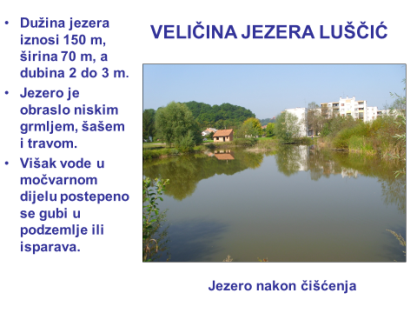 VELIČINA JEZERA LUŠČIĆ
• Dužina jezera
iznosi 150 m,
širina 70 m, a
dubina 2 do 3 m.
• Jezero je
obraslo niskim
grmljem, šašem
i travom.
• Višak vode u
močvarnom
dijelu postepeno
se gubi u
podzemlje ili
isparava.
Jezero nakon čišćenja